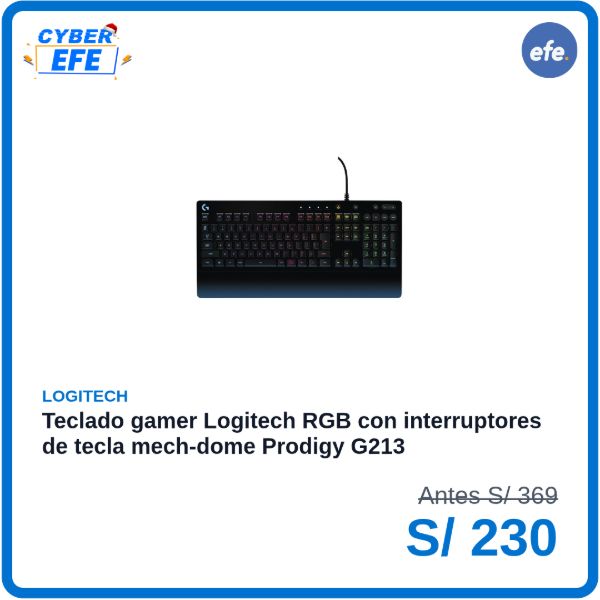 CYBER
EFE
efe.
LOGITECH
Teclado gamer Logitech RGB con interruptores
de tecla mech-dome Prodigy G213
Antes S/ 369
S/ 230